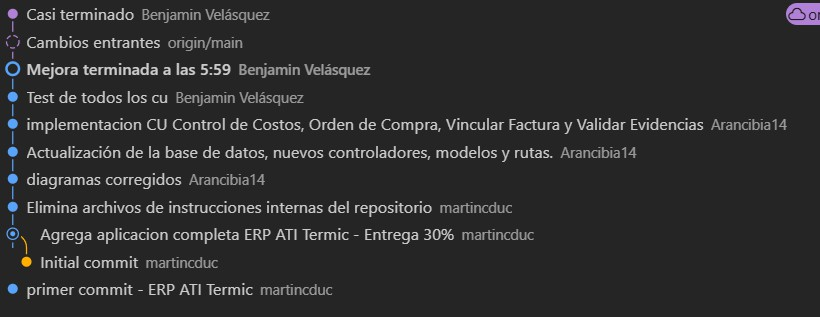 Casi terminado Benjamin Velásquez
Cambios entrantes origin/main
Mejora terminada a las 5:59 Benjamin Velásquez
Test de todos los cu Benjamin Velásquez
implementacion CU Control de Costos, Orden de Compra, Vincular Factura y Validar Evidencias Arancibia14
Actualización de la base de datos, nuevos controladores, modelos y rutas. Arancibia14
diagramas corregidos Arancibia14
Elimina archivos de instrucciones internas del repositorio martincduc
Agrega aplicacion completa ERP ATI Termic - Entrega 30% martincduc
Initial commit martincduc
primer commit - ERP ATI Termic martincduc